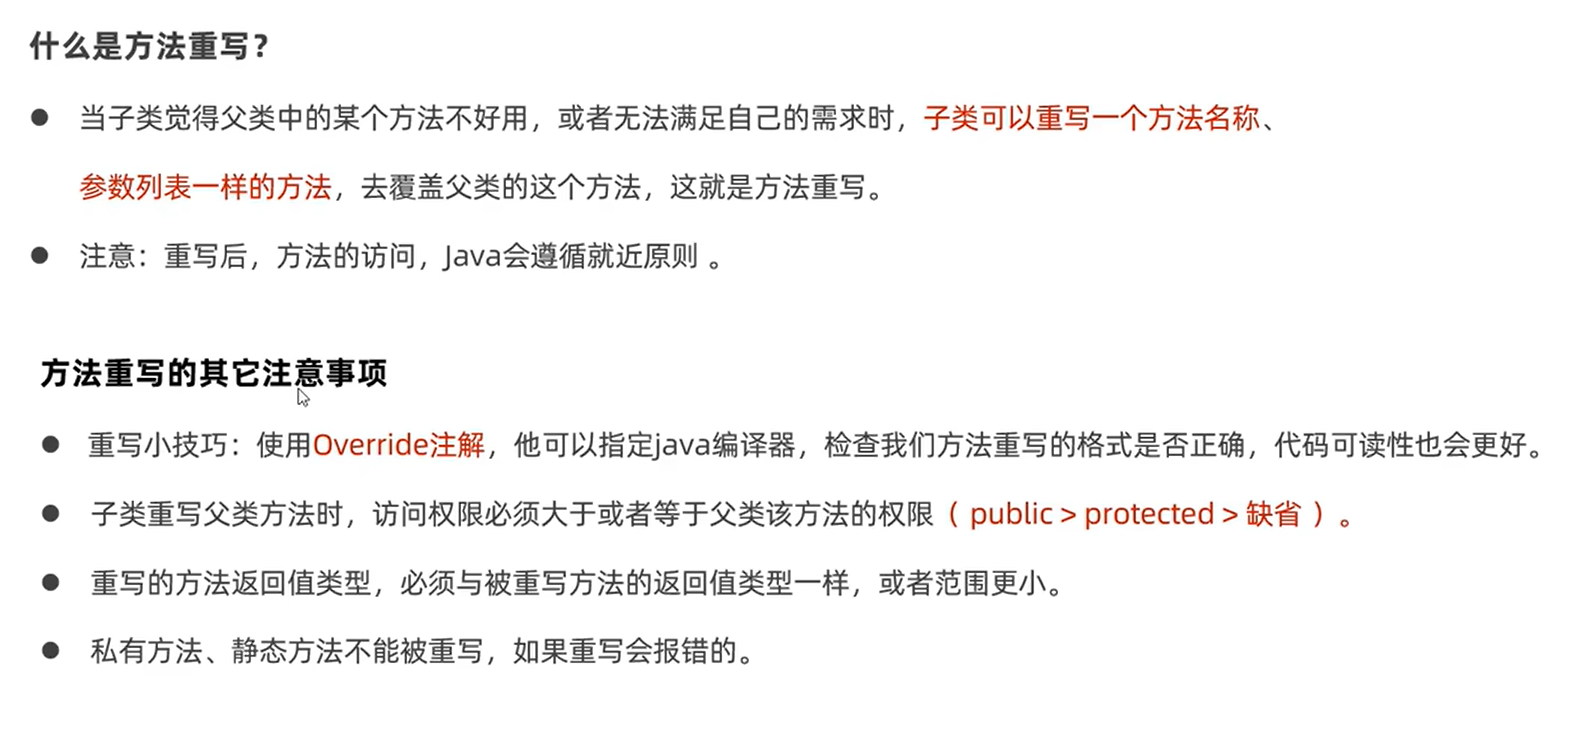 什么是方法重写？
● 当子类觉得父类中的某个方法不好用，或者无法满足自己的需求时，子类可以重写一个方法名称、
参数列表一样的方法，去覆盖父类的这个方法，这就是方法重写。
● 注意：重写后，方法的访问，Java会遵循就近原则 。
方法重写的其它注意事项
● 重写小技巧：使用Override注解，他可以指定java编译器，检查我们方法重写的格式是否正确，代码可读性也会更好。
● 子类重写父类方法时，访问权限必须大于或者等于父类该方法的权限（ public > protected > 缺省 ）。
● 重写的方法返回值类型，必须与被重写方法的返回值类型一样，或者范围更小。
● 私有方法、静态方法不能被重写，如果重写会报错的。